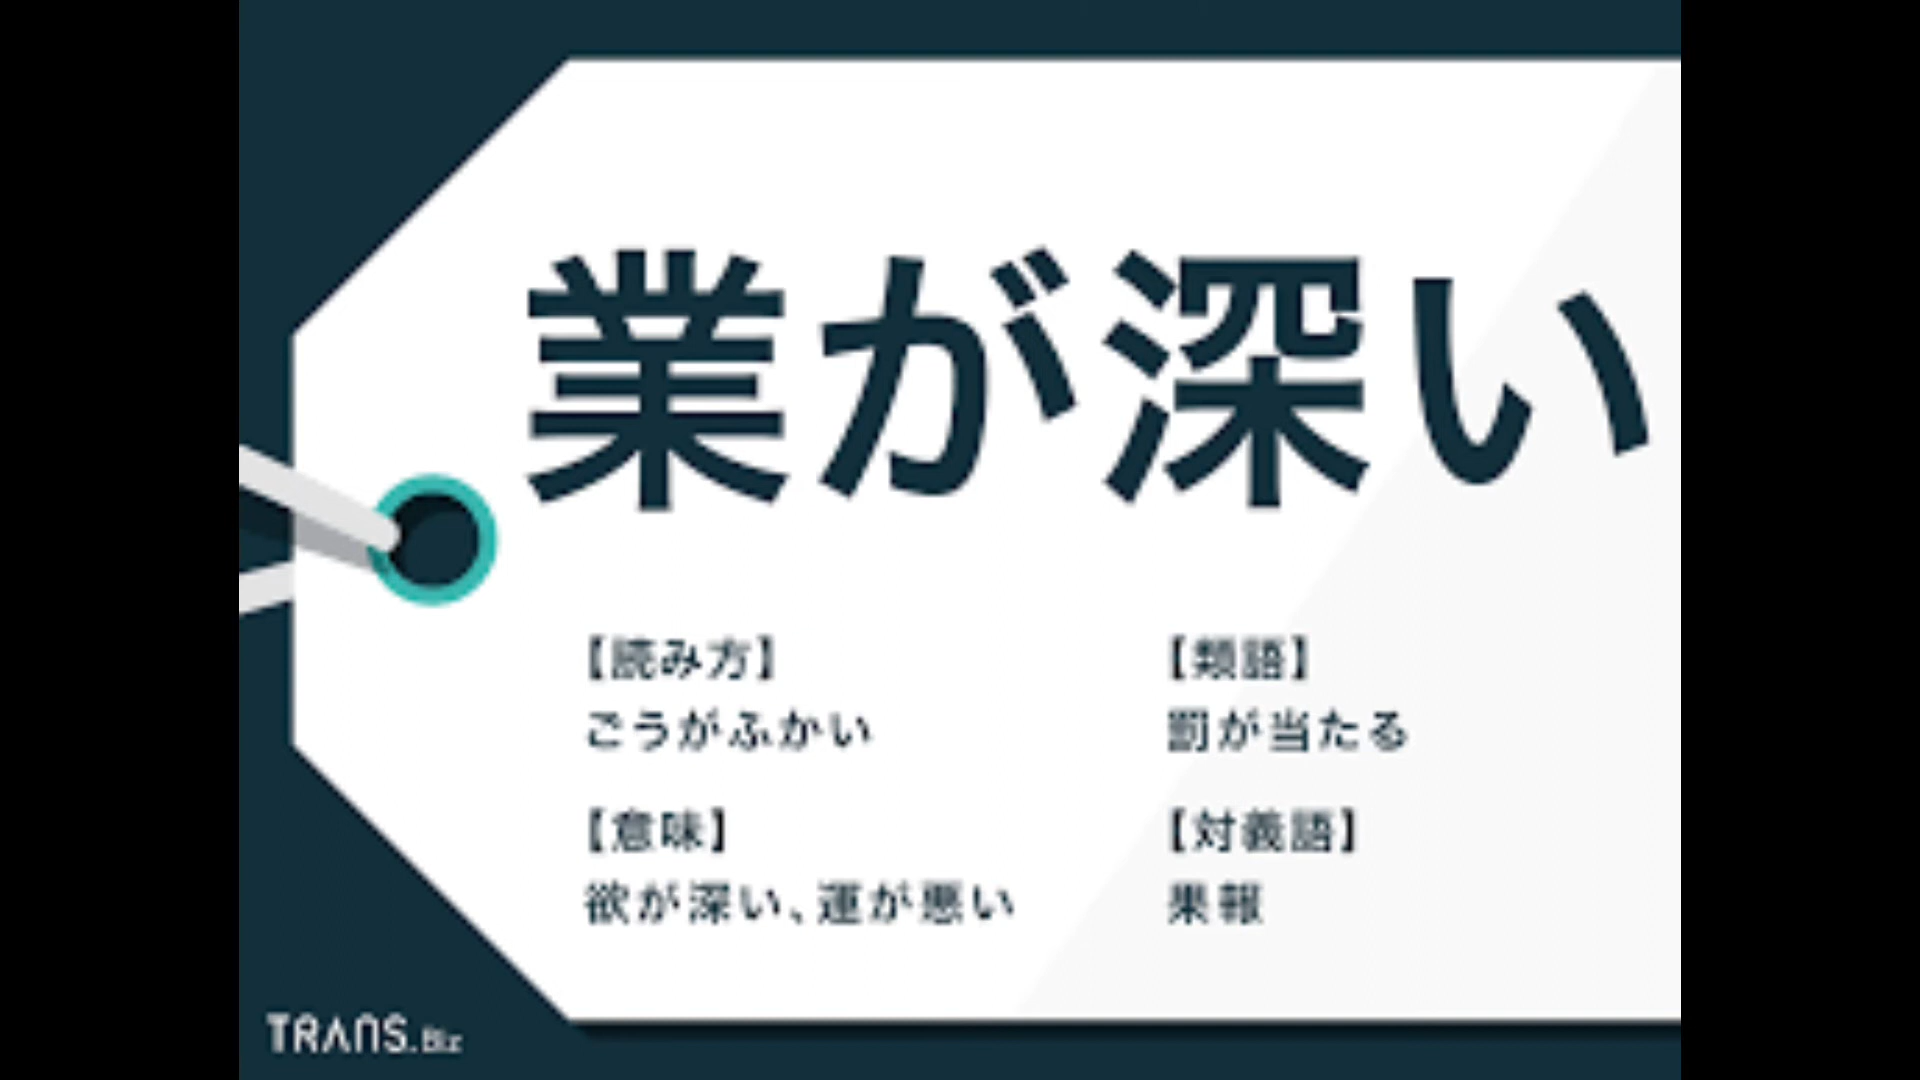 業が深い
【読み方】
ごうがふかい
【意味】
欲が深い、運が悪い
【類語】
罰が当たる
【対義語】
果報
TRANS.Biz